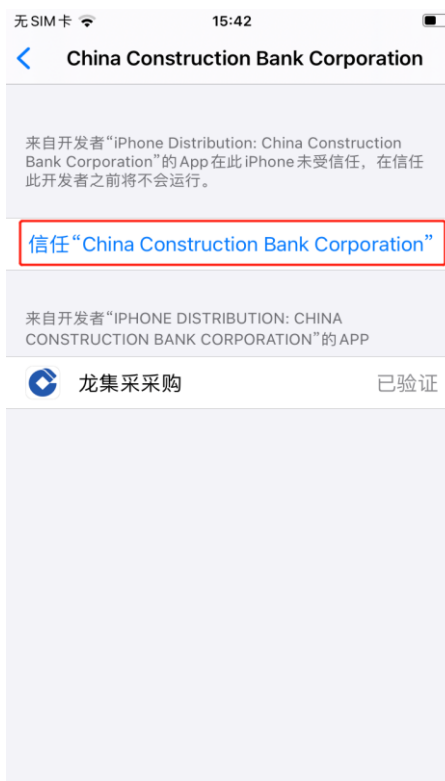 无SIM卡
15:42
China Construction Bank Corporation
来自开发者“iPhone Distribution: China Construction
Bank Corporation”的App在此iPhone未受信任，在信任
此开发者之前将不会运行。
信任“China Construction Bank Corporation”
来自开发者“IPHONE DISTRIBUTION: CHINA
CONSTRUCTION BANK CORPORATION”的APP
龙集采采购
已验证